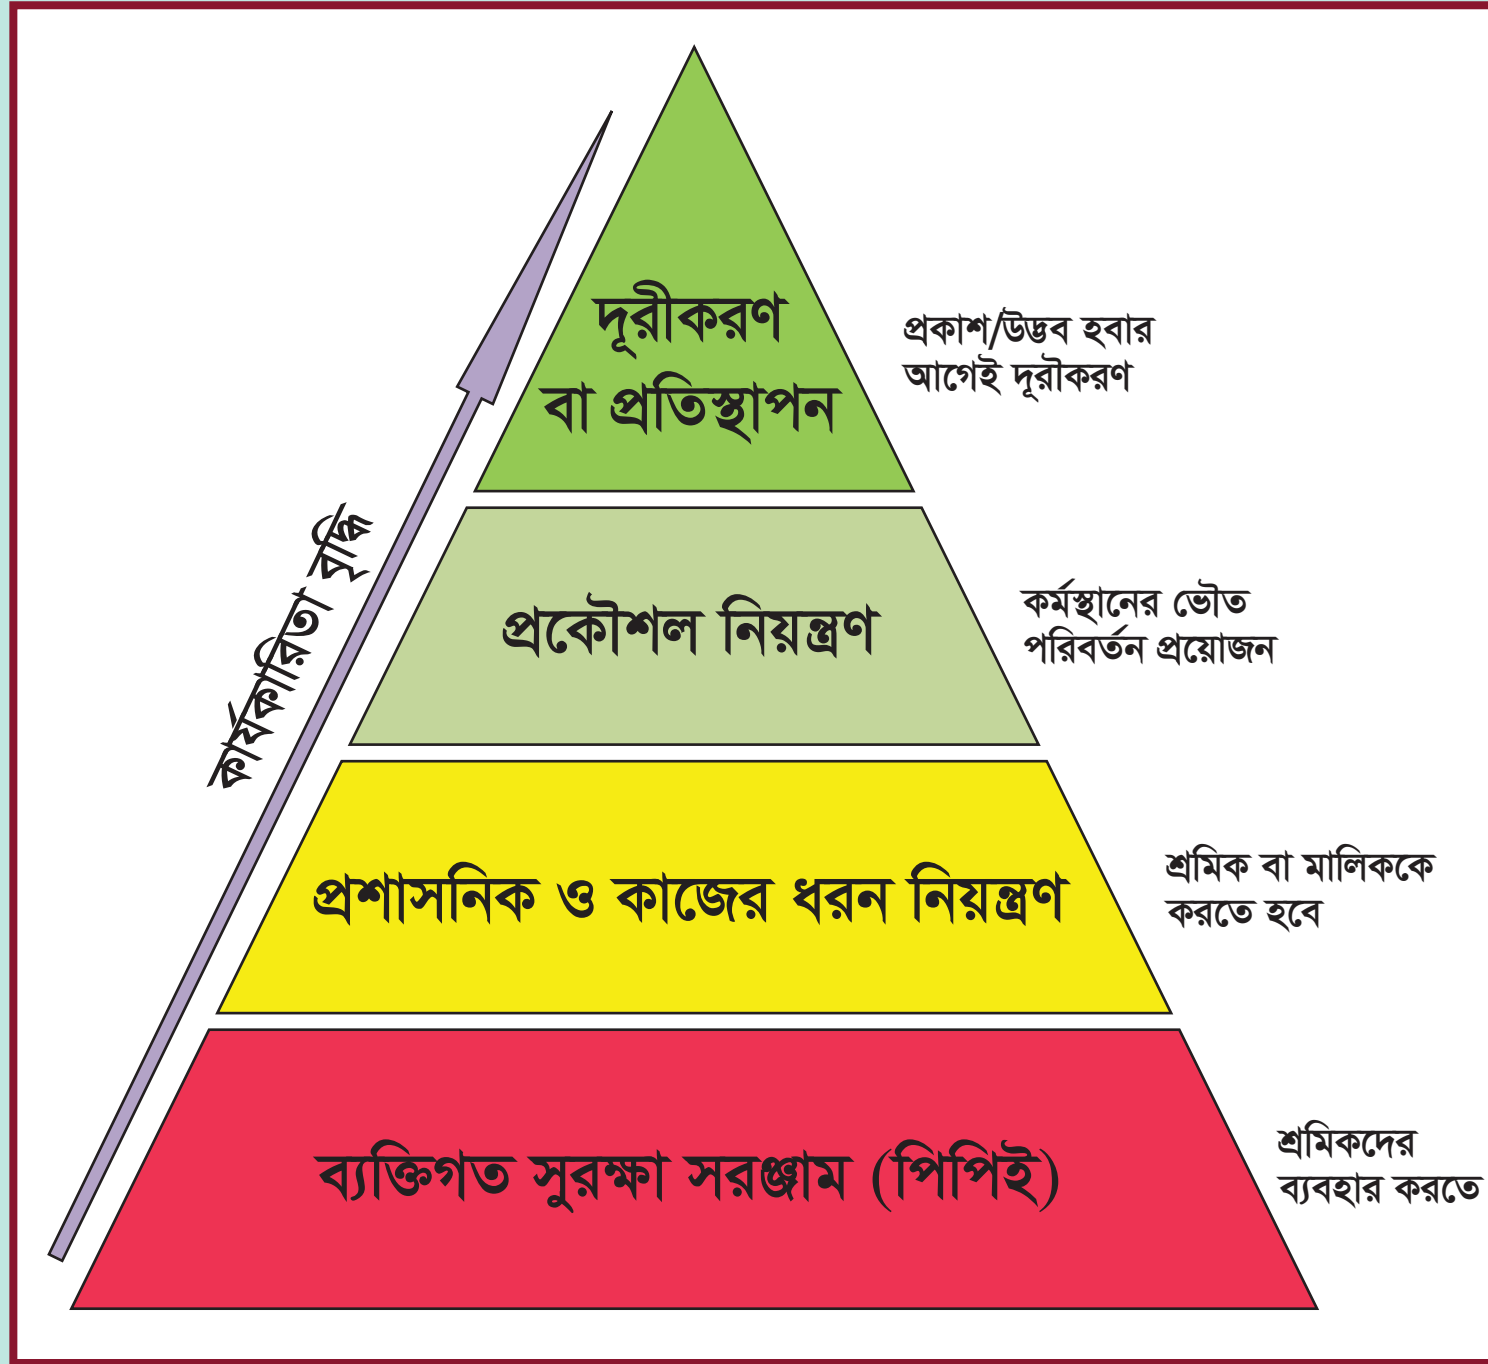 দূরীকরণ
বা প্রতিস্থাপন
প্রকাশ/উদ্ভব হবার
আগেই দূরীকরণ
কার্যকারিতা বৃদ্ধি
প্রকৌশল নিয়ন্ত্রণ
কর্মস্থানের ভৌত
পরিবর্তন প্রয়োজন
প্রশাসনিক ও কাজের ধরন নিয়ন্ত্রণ
শ্রমিক বা মালিককে
করতে হবে
ব্যক্তিগত সুরক্ষা সরঞ্জাম (পিপিই)
শ্রমিকদের
ব্যবহার করতে